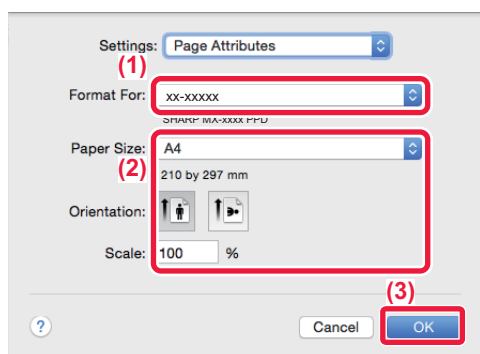 Settings: Page Attributes
(1)
Format For: xx-xxxxx
SHARP MX-xxxx PPD
Paper Size: A4
(2)
210 by 297 mm
Orientation:
Scale: 100 %
(3)
? Cancel OK